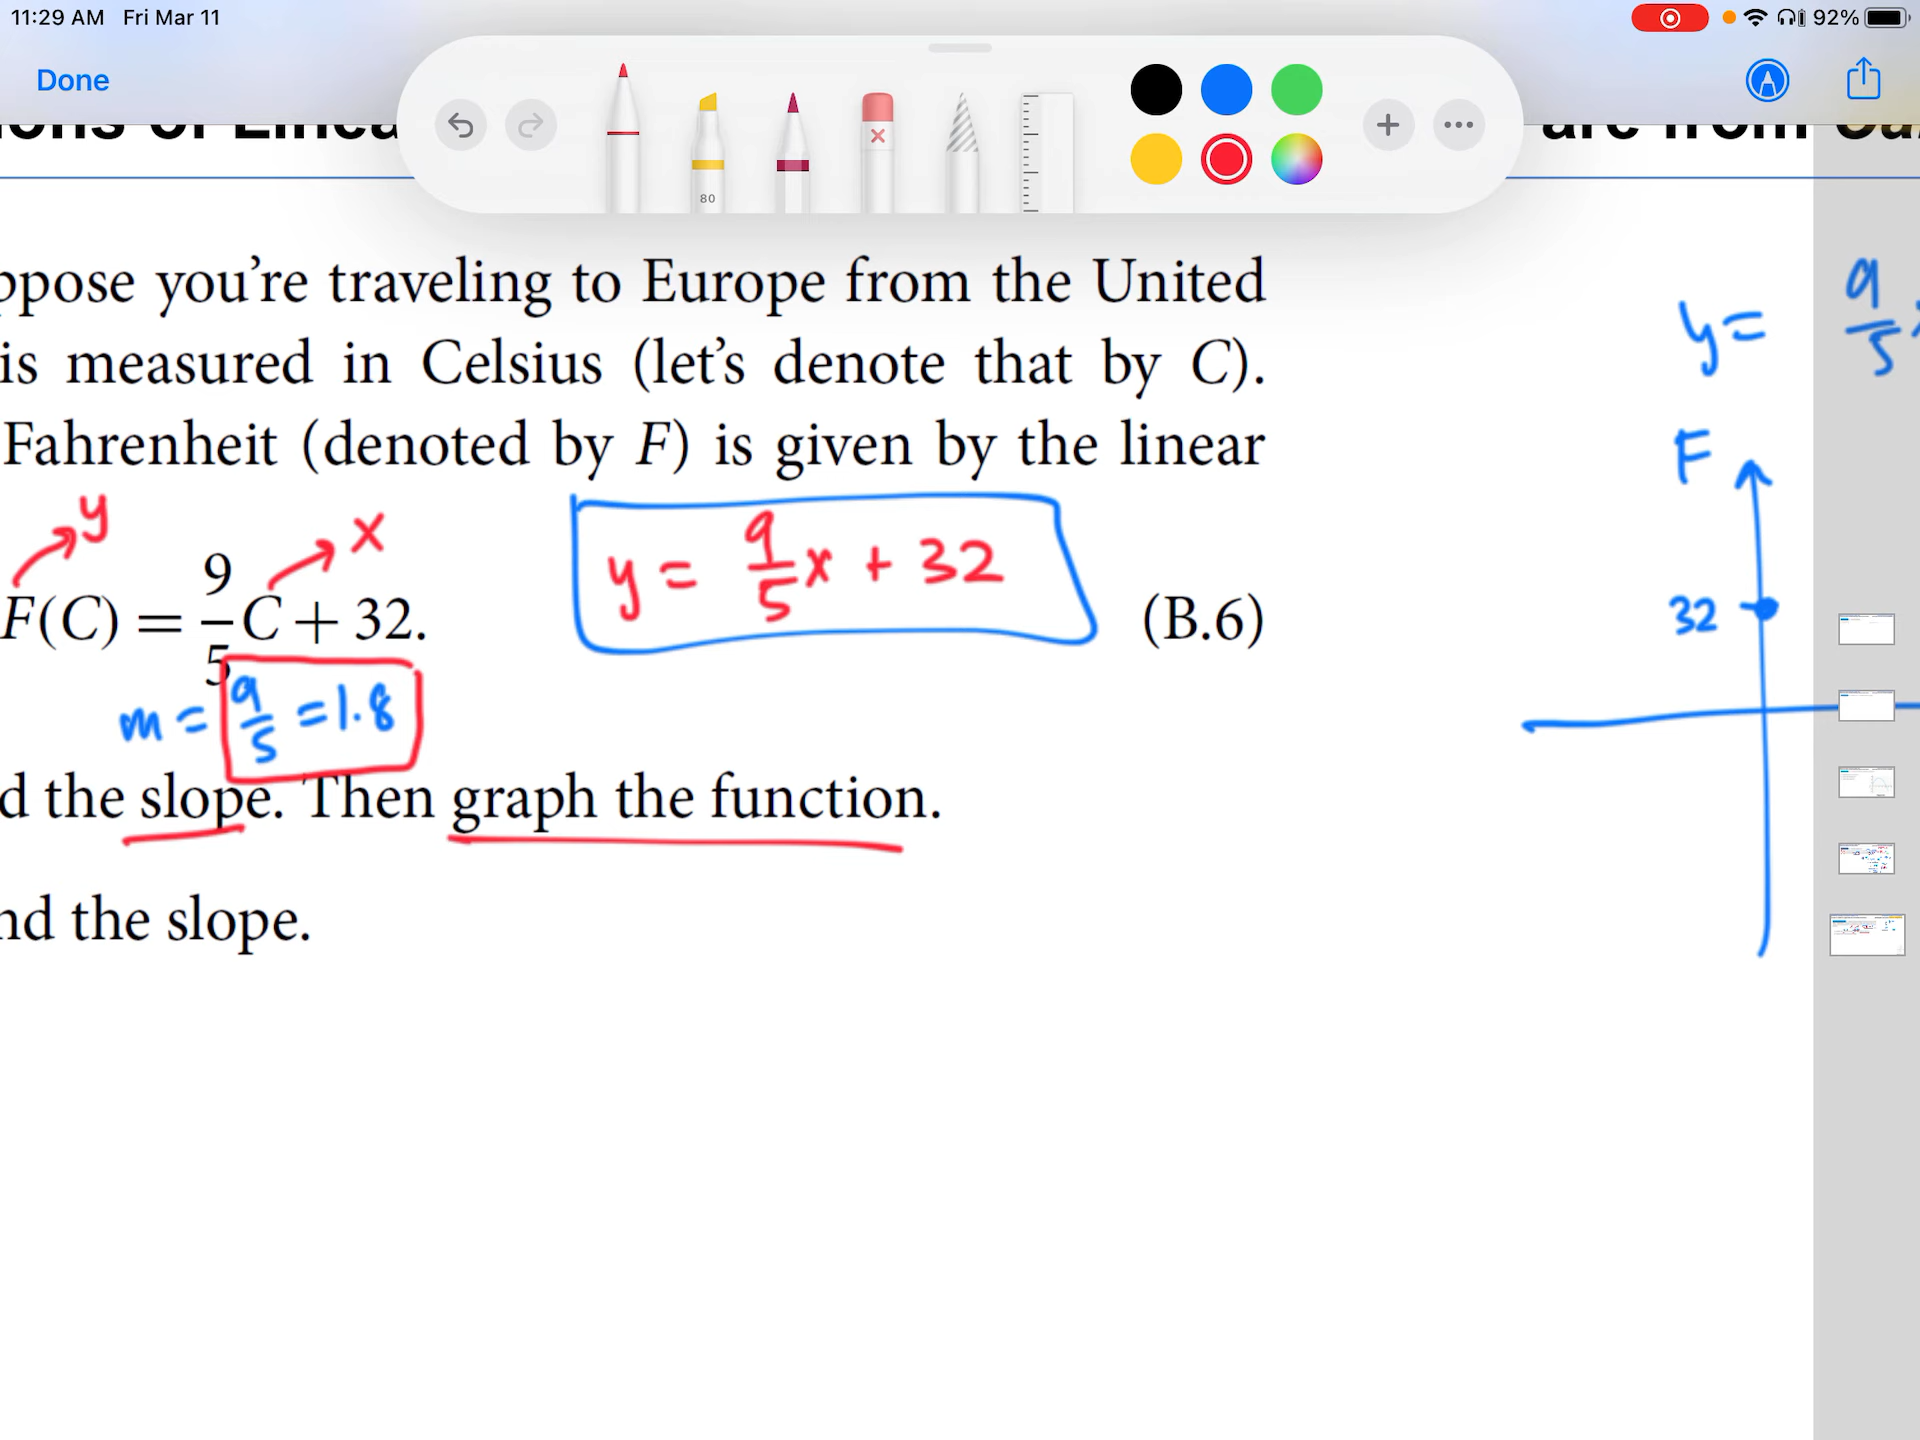 11:29 AM Fri Mar 11
92%
Done
80
ppose you're traveling to Europe from the United
is measured in Celsius (let's denote that by C).
Fahrenheit (denoted by F) is given by the linear
y
x
F(C) = 9/5 C + 32.
y = 9/5 x + 32
(B.6)
m = 9/5 = 1.8
d the slope. Then graph the function.
nd the slope.
y = 9/5
F
32